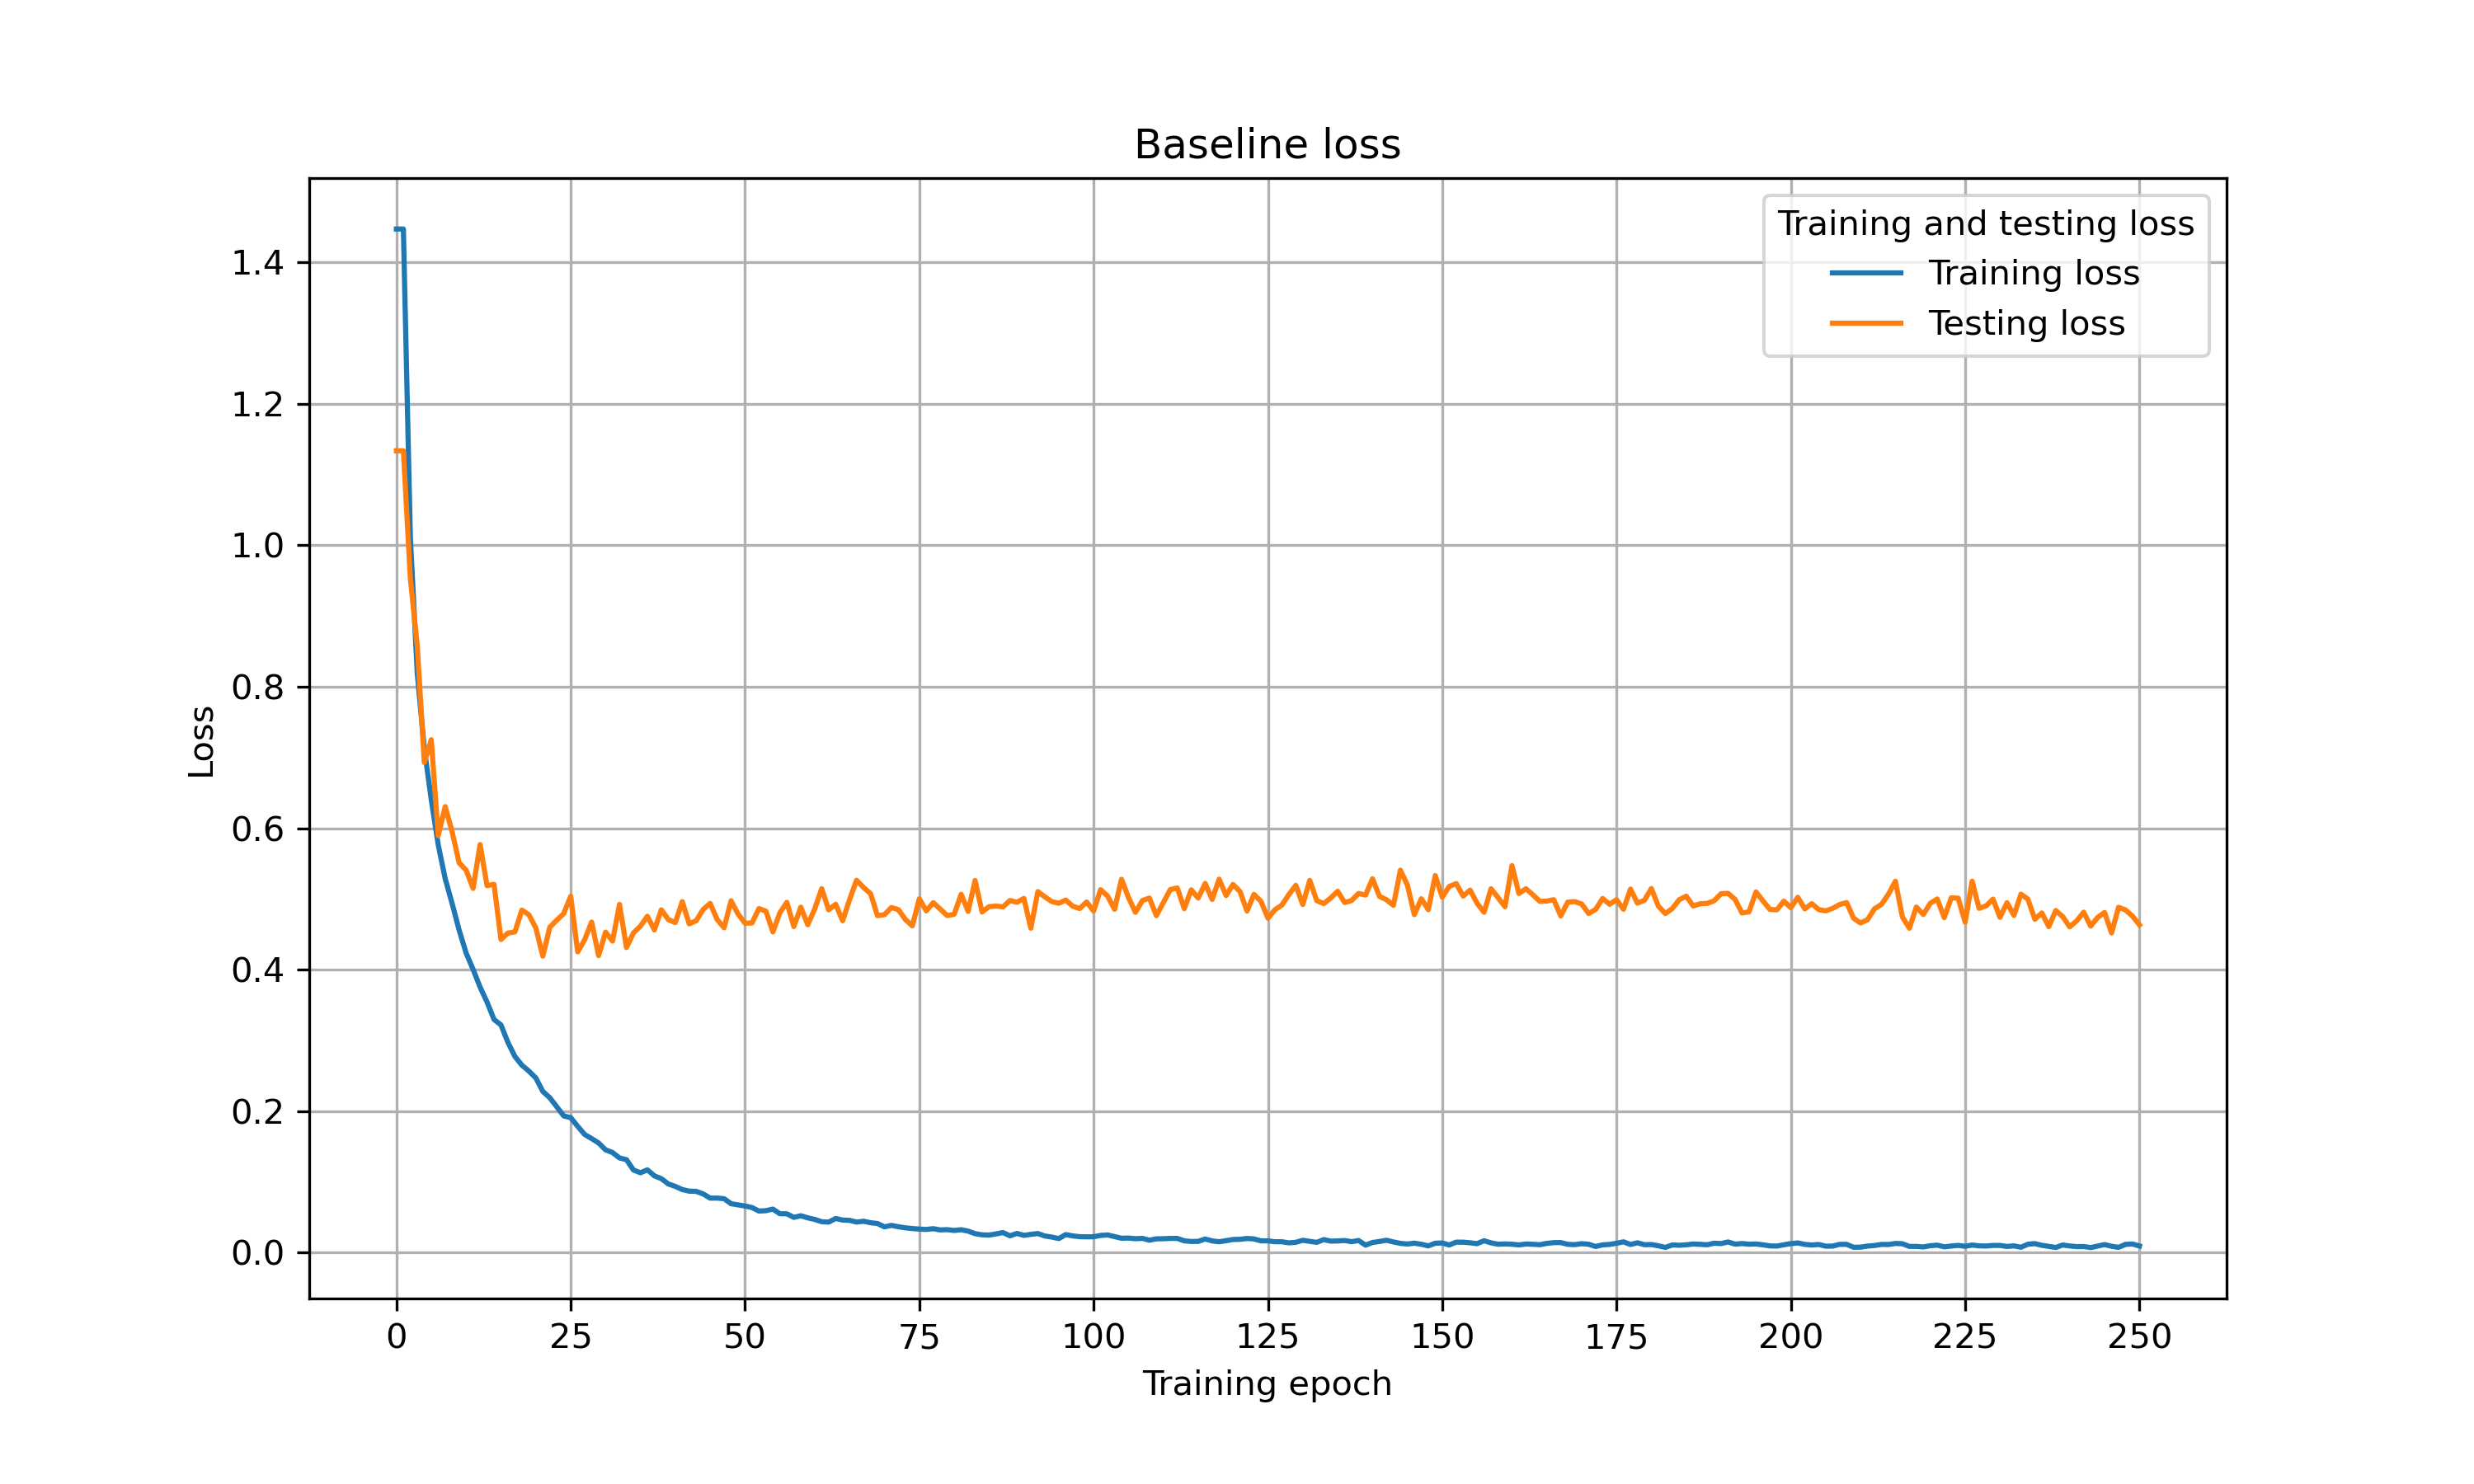 Baseline loss
Training and testing loss
Training loss
Testing loss
Loss
1.4
1.2
1.0
0.8
0.6
0.4
0.2
0.0
0 25 50 75 100 125 150 175 200 225 250
Training epoch